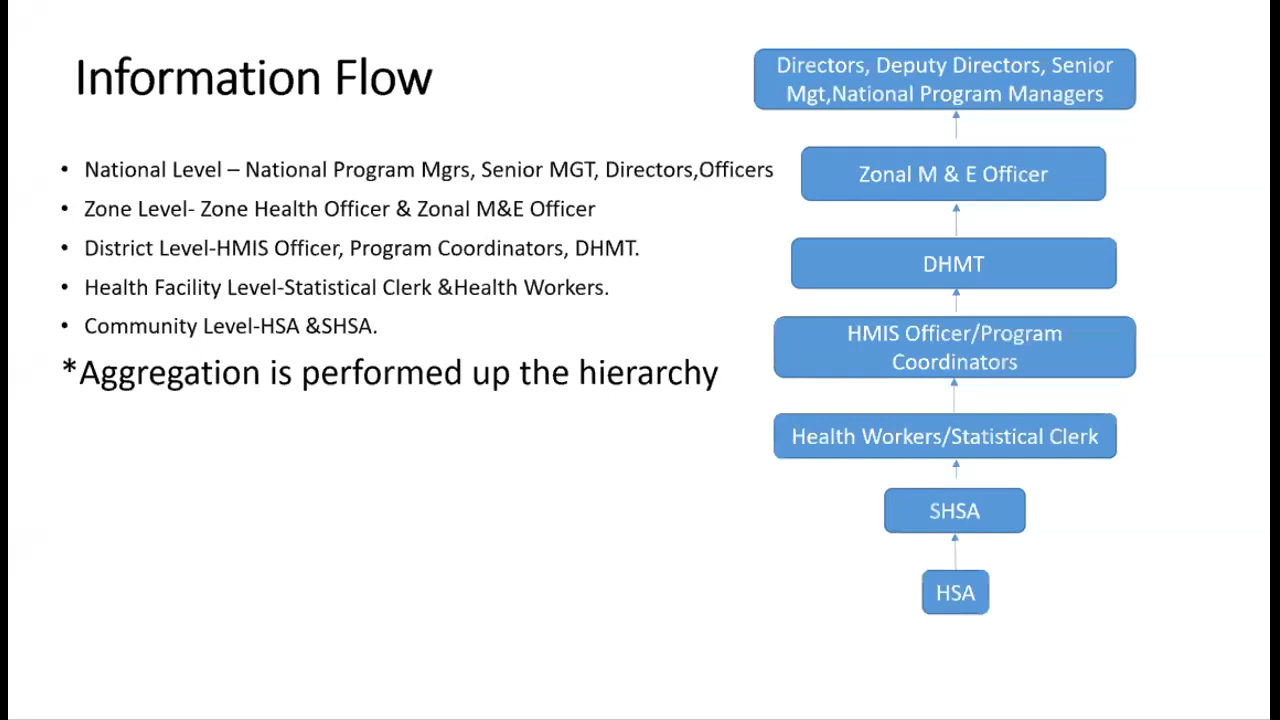 Information Flow
• National Level – National Program Mgrs, Senior MGT, Directors,Officers
• Zone Level- Zone Health Officer & Zonal M&E Officer
• District Level-HMIS Officer, Program Coordinators, DHMT.
• Health Facility Level-Statistical Clerk &Health Workers.
• Community Level-HSA &SHSA.
*Aggregation is performed up the hierarchy
Directors, Deputy Directors, Senior
Mgt,National Program Managers
Zonal M & E Officer
DHMT
HMIS Officer/Program
Coordinators
Health Workers/Statistical Clerk
SHSA
HSA